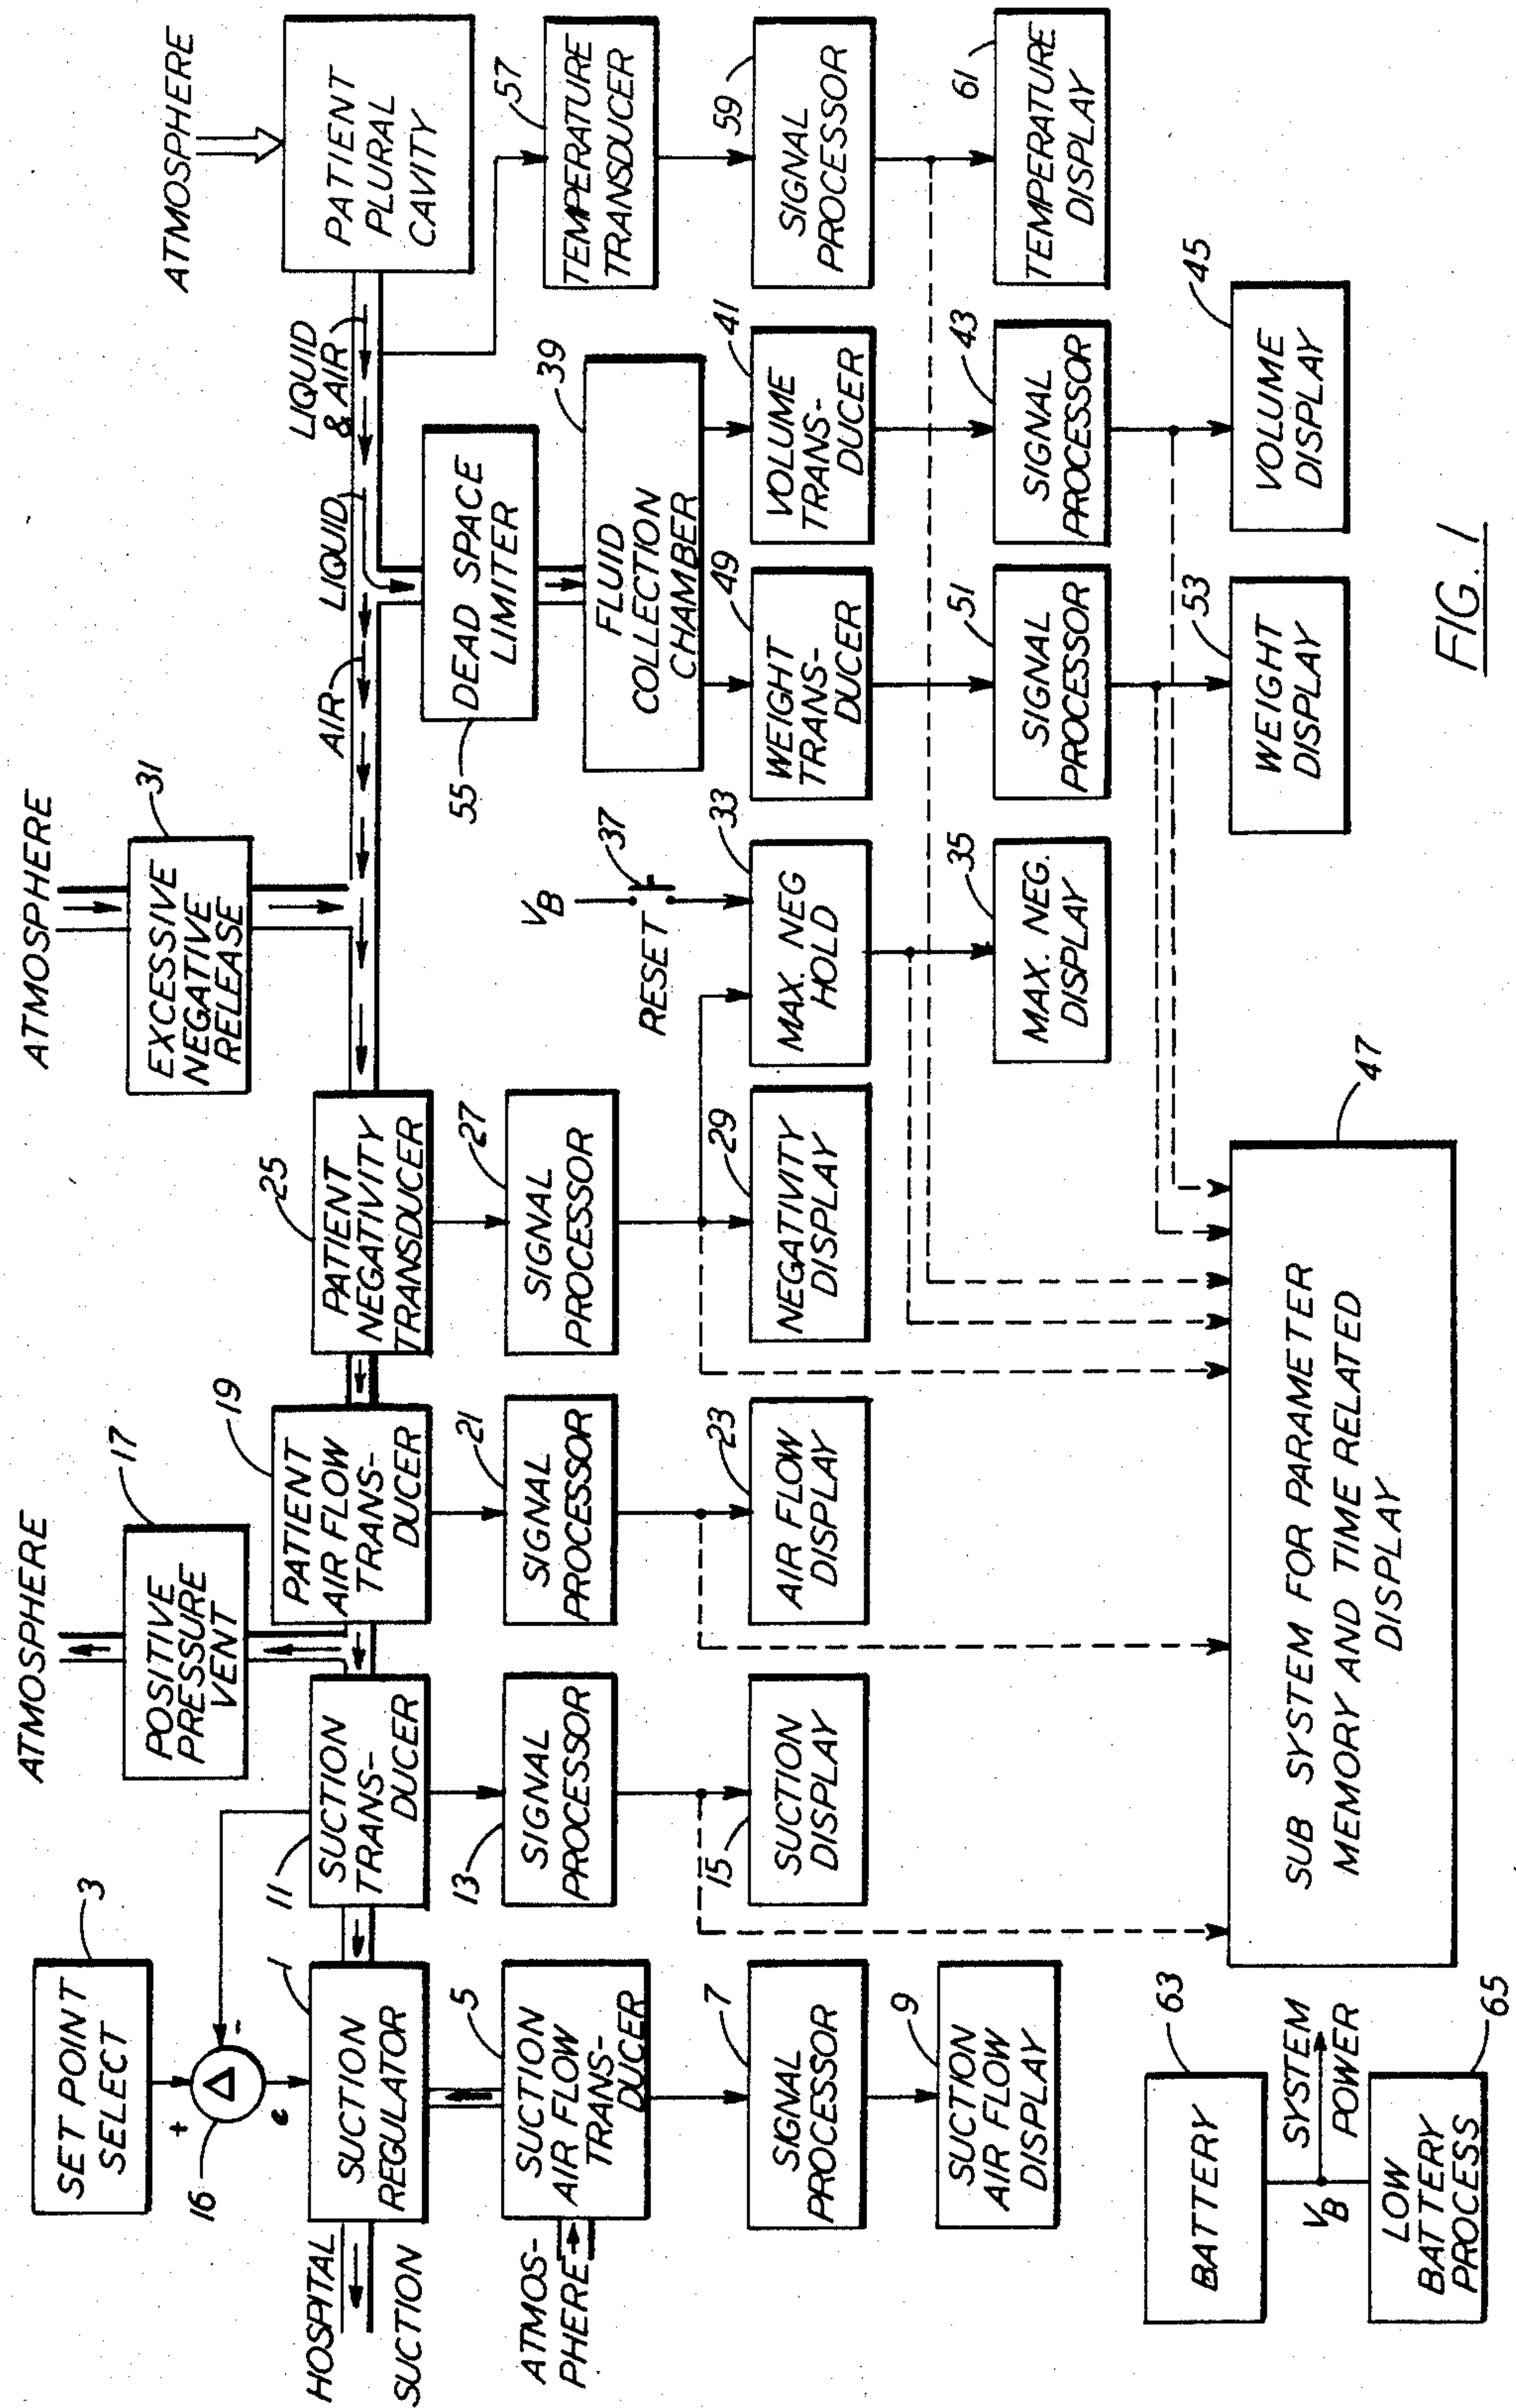 ATMOSPHERE
ATMOSPHERE
ATMOSPHERE
3
SET POINT
SELECT
17
POSITIVE
PRESSURE
VENT
31
EXCESSIVE
NEGATIVE
RELEASE
+
-
Δ
16
e
HOSPITAL
SUCTION
1
SUCTION
REGULATOR
11
SUCTION
TRANS-
DUCER
19
PATIENT
AIR FLOW
TRANS-
DUCER
25
PATIENT
NEGATIVITY
TRANSDUCER
AIR
LIQUID
LIQUID
& AIR
PATIENT
PLURAL
CAVITY
ATMOS-
PHERE
5
SUCTION
AIR FLOW
TRANS-
DUCER
13
SIGNAL
PROCESSOR
21
SIGNAL
PROCESSOR
27
SIGNAL
PROCESSOR
55
DEAD SPACE
LIMITER
57
TEMPERATURE
TRANSDUCER
39
FLUID
COLLECTION
CHAMBER
VB
RESET
37
7
SIGNAL
PROCESSOR
15
SUCTION
DISPLAY
23
AIR FLOW
DISPLAY
29
NEGATIVITY
DISPLAY
33
MAX. NEG
HOLD
49
WEIGHT
TRANS-
DUCER
41
VOLUME
TRANS-
DUCER
59
SIGNAL
PROCESSOR
9
SUCTION
AIR FLOW
DISPLAY
35
MAX. NEG.
DISPLAY
51
SIGNAL
PROCESSOR
43
SIGNAL
PROCESSOR
61
TEMPERATURE
DISPLAY
63
BATTERY
VB
SYSTEM
POWER
65
LOW
BATTERY
PROCESS
47
SUB SYSTEM FOR PARAMETER
MEMORY AND TIME RELATED
DISPLAY
53
WEIGHT
DISPLAY
45
VOLUME
DISPLAY
FIG. 1